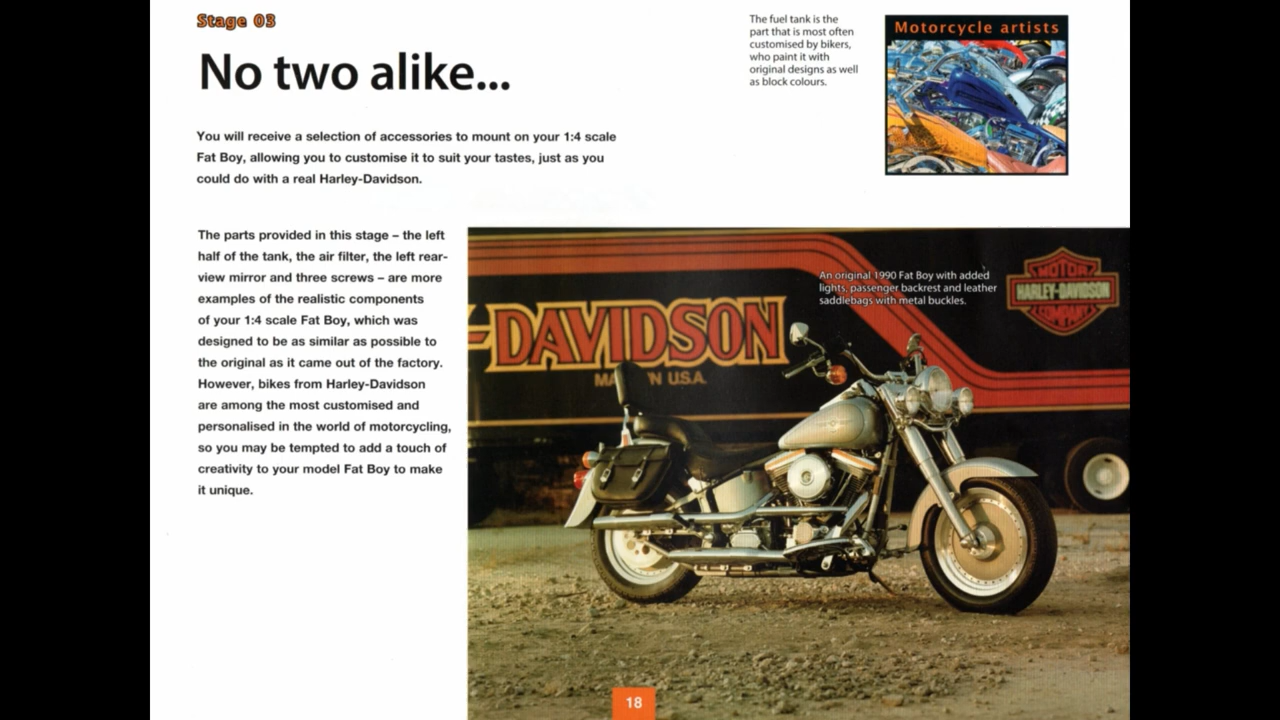 Stage 03
No two alike...
You will receive a selection of accessories to mount on your 1:4 scale
Fat Boy, allowing you to customise it to suit your tastes, just as you
could do with a real Harley-Davidson.
The fuel tank is the
part that is most often
customised by bikers,
who paint it with
original designs as well
as block colours.
Motorcycle artists
The parts provided in this stage – the left
half of the tank, the air filter, the left rear-
view mirror and three screws – are more
examples of the realistic components
of your 1:4 scale Fat Boy, which was
designed to be as similar as possible to
the original as it came out of the factory.
However, bikes from Harley-Davidson
are among the most customised and
personalised in the world of motorcycling,
so you may be tempted to add a touch of
creativity to your model Fat Boy to make
it unique.
An original 1990 Fat Boy with added
lights, passenger backrest and leather
saddlebags with metal buckles.
MOTOR
HARLEY-DAVIDSON
COMPANY
-DAVIDSON
IN U.S.A.
18